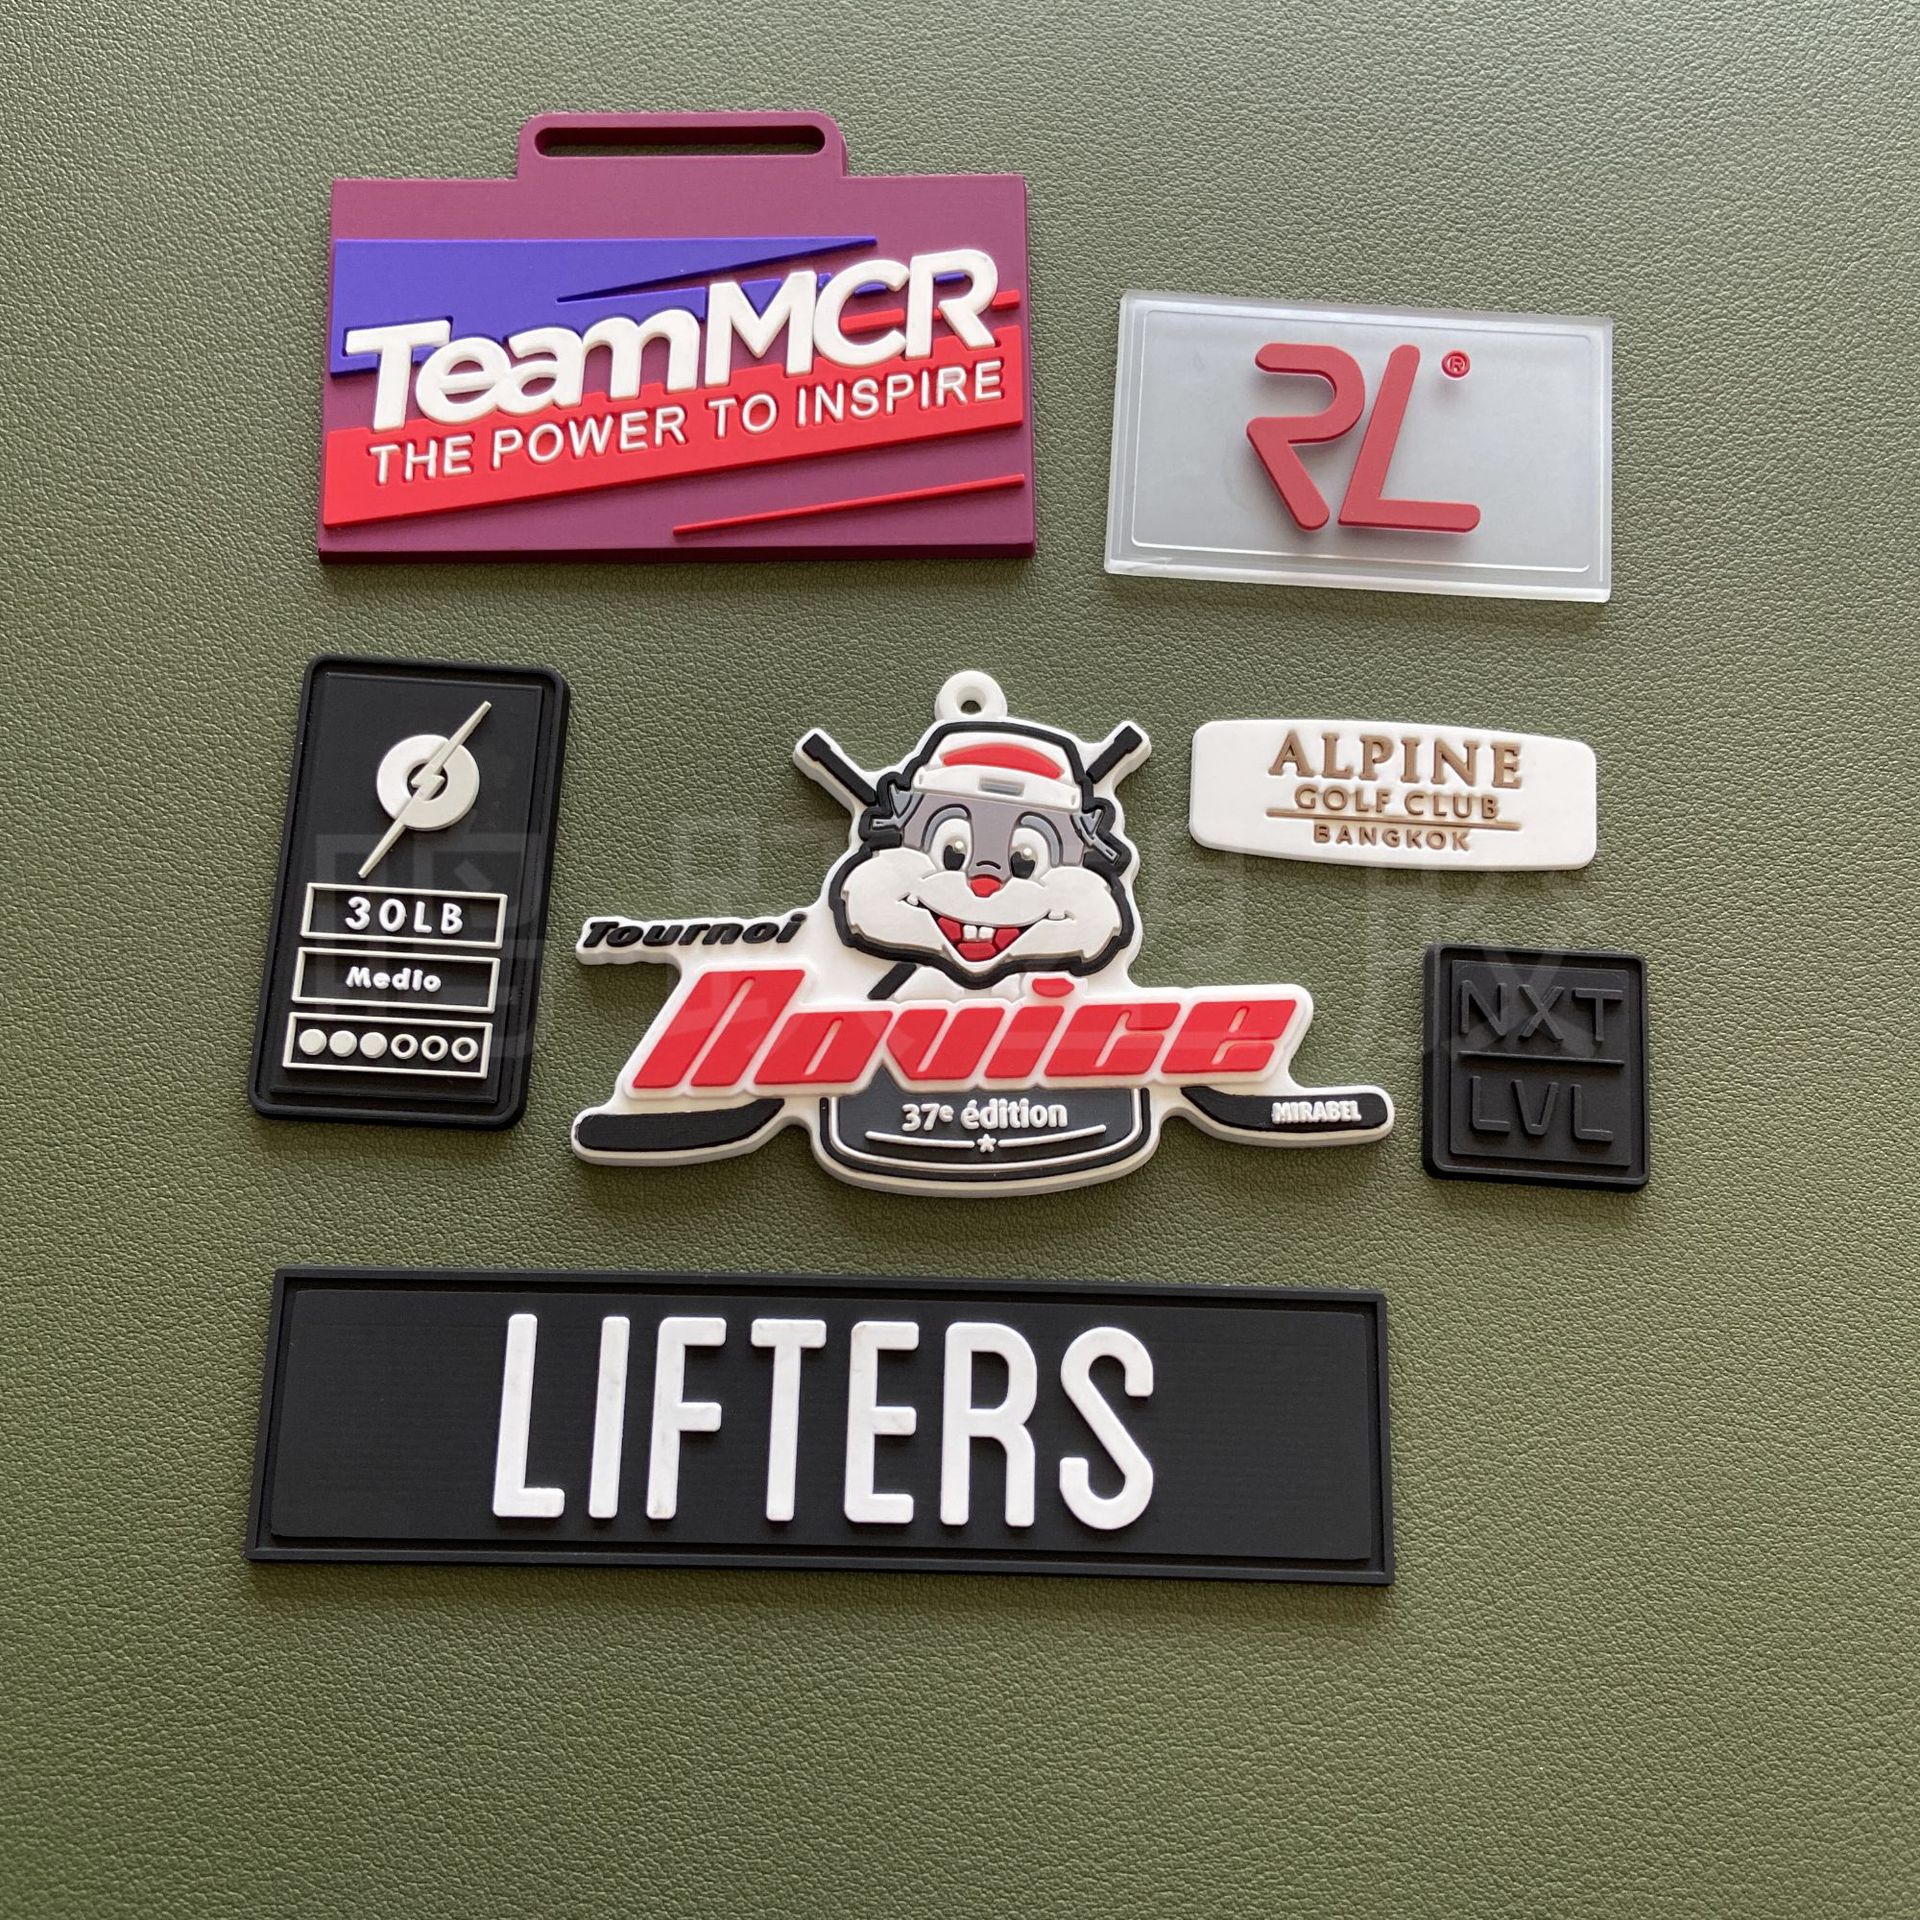 TeamMCR
THE POWER TO INSPIRE
RL®
30LB
Medio
Tournoi
Novice
37e édition
MIRABEL
ALPINE
GOLF CLUB
BANGKOK
NXT
LVL
LIFTERS